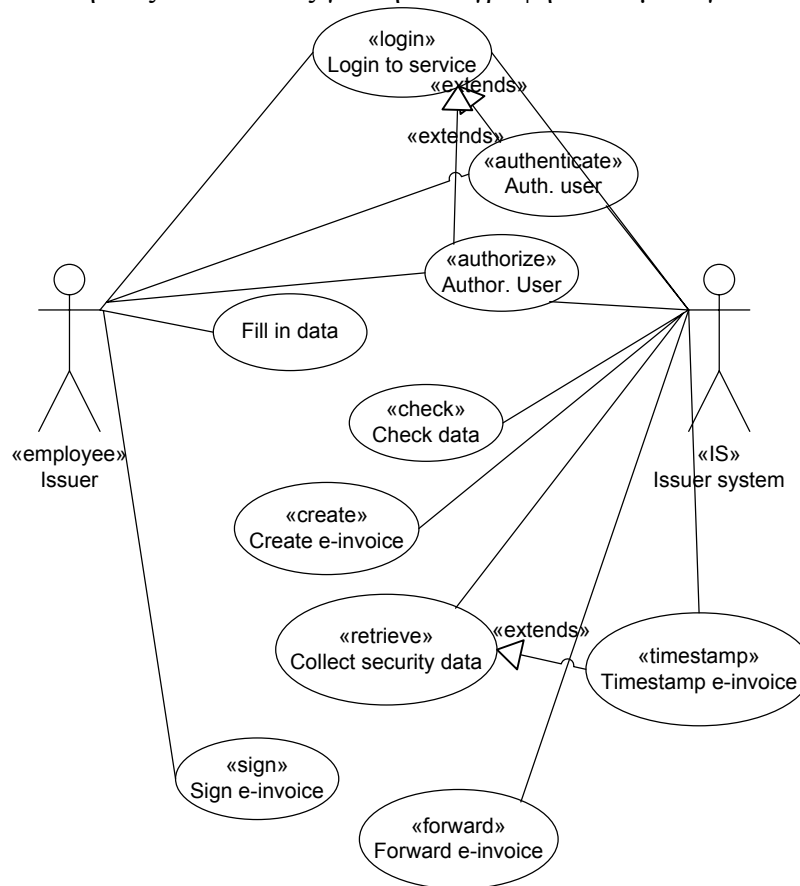 «login»
Login to service
«extends»
«extends»
«authenticate»
Auth. user
«authorize»
Author. User
Fill in data
«check»
Check data
«employee»
Issuer
«IS»
Issuer system
«create»
Create e-invoice
«retrieve»
Collect security data
«extends»
«timestamp»
Timestamp e-invoice
«sign»
Sign e-invoice
«forward»
Forward e-invoice